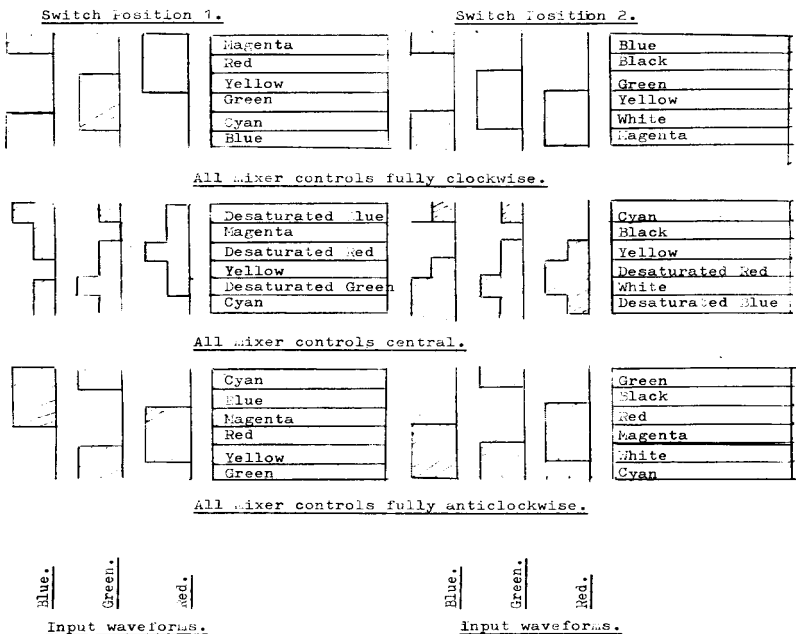 Switch Position 1.
Switch Position 2.
Magenta
Red
Yellow
Green
Cyan
Blue
Blue
Black
Green
Yellow
White
Magenta
All mixer controls fully clockwise.
Desaturated Blue
Magenta
Desaturated Red
Yellow
Desaturated Green
Cyan
Cyan
Black
Yellow
Desaturated Red
White
Desaturated Blue
All mixer controls central.
Cyan
Blue
Magenta
Red
Yellow
Green
Green
Black
Red
Magenta
White
Cyan
All mixer controls fully anticlockwise.
Blue.
Green.
Red.
Blue.
Green.
Red.
Input waveforms.
Input waveforms.